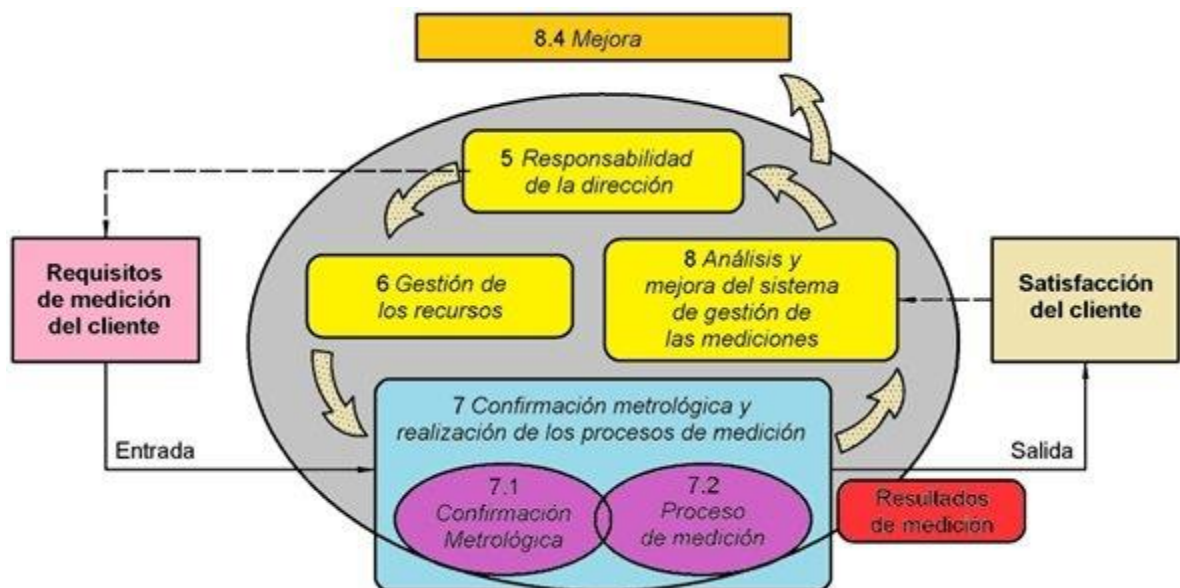 8.4 Mejora
5 Responsabilidad
de la dirección
Requisitos
de medición
del cliente
6 Gestión de
los recursos
8 Análisis y
mejora del sistema
de gestión de
las mediciones
Satisfacción
del cliente
7 Confirmación metrológica y
realización de los procesos de medición
Entrada
Salida
7.1
Confirmación
Metrológica
7.2
Proceso
de medición
Resultados
de medición